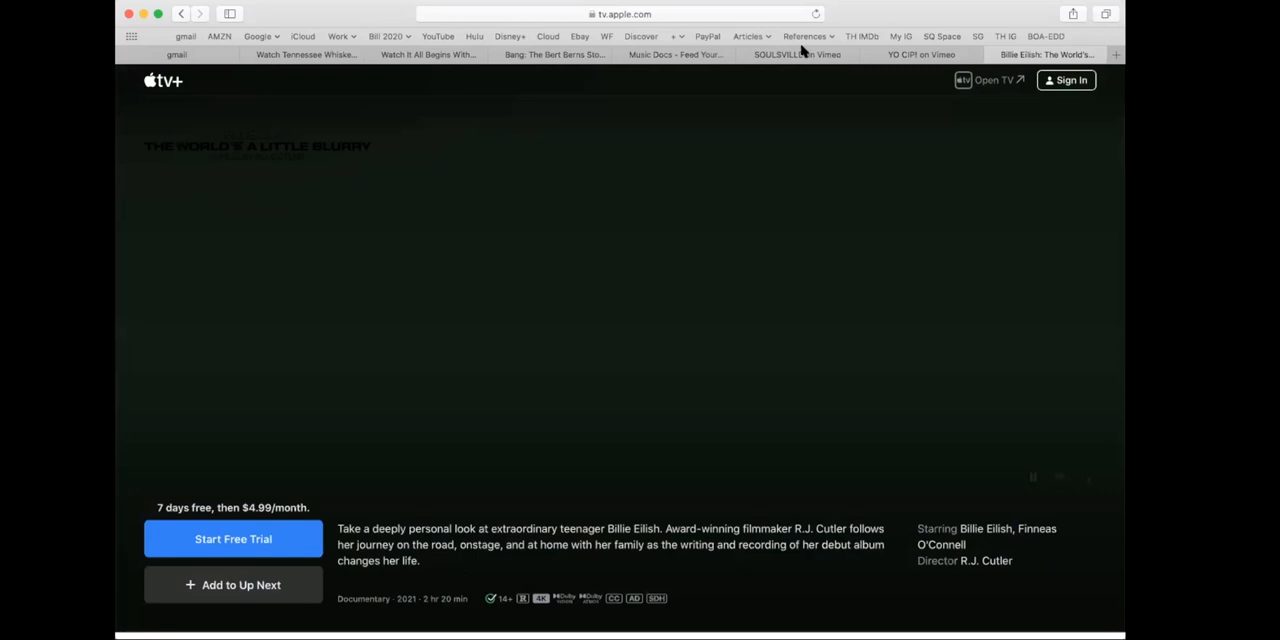 tv.apple.com
gmail AMZN Google iCloud Work Bill 2020 YouTube Hulu Disney+ Cloud Ebay WF Discover + PayPal Articles References TH IMDb My IG SQ Space SG TH IG BOA-EDD
gmail Watch Tennessee Whiske... Watch It All Begins With... Bang: The Bert Berns Sto... Music Docs - Feed Your... SOULSVILLE on Vimeo YO CIP! on Vimeo Billie Eilish: The World's...
tv+ Open TV Sign In
THE WORLD'S A LITTLE BLURRY
7 days free, then $4.99/month.
Start Free Trial
+ Add to Up Next
Take a deeply personal look at extraordinary teenager Billie Eilish. Award-winning filmmaker R.J. Cutler follows
her journey on the road, onstage, and at home with her family as the writing and recording of her debut album
changes her life.
Starring Billie Eilish, Finneas
O'Connell
Director R.J. Cutler
Documentary · 2021 · 2 hr 20 min 14+ R 4K Dolby VISION Dolby ATMOS CC AD SDH